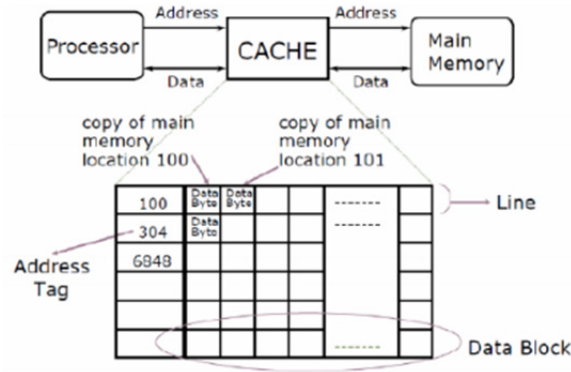 Address
Address
Processor
CACHE
Main
Memory
Data
Data
copy of main
memory
location 100
copy of main
memory
location 101
100
Data
Byte
Data
Byte
-------
Line
304
Data
Byte
-------
6848
Address
Tag
-------
Data Block